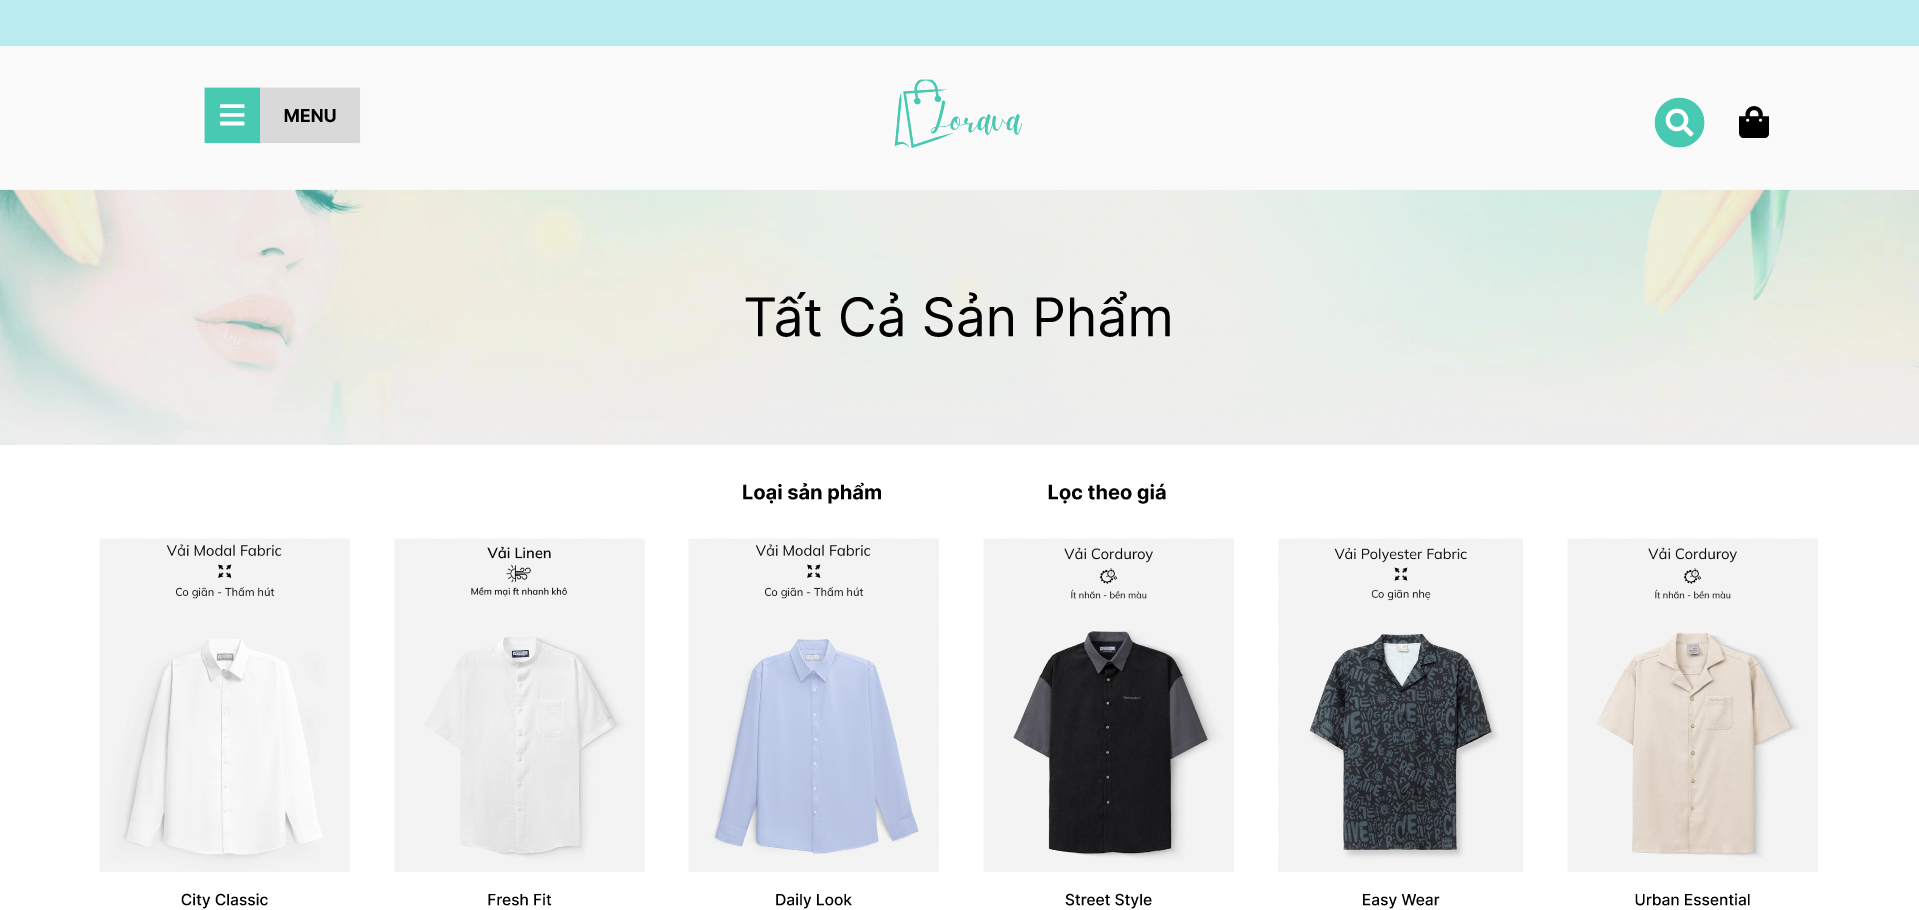 MENU
Lorava
Tất Cả Sản Phẩm
Loại sản phẩm
Lọc theo giá
Vải Modal Fabric
Co giãn - Thấm hút
City Classic
Vải Linen
Mềm mại ft nhanh khô
Fresh Fit
Vải Modal Fabric
Co giãn - Thấm hút
Daily Look
Vải Corduroy
Ít nhăn - bền màu
Street Style
Vải Polyester Fabric
Co giãn nhẹ
Easy Wear
Vải Corduroy
Ít nhăn - bền màu
Urban Essential